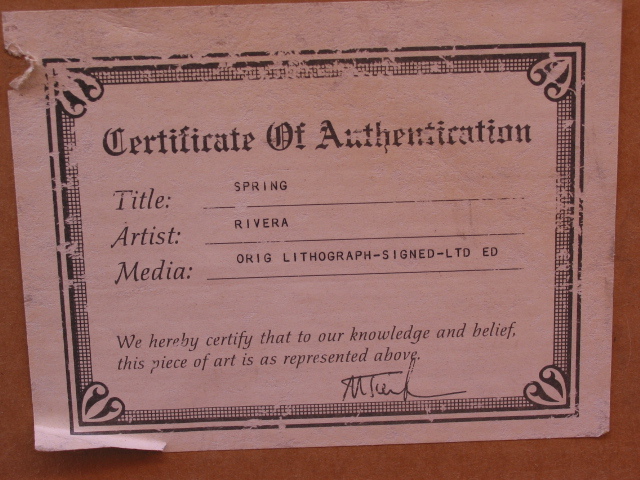 Certificate Of Authentication
Title: SPRING
Artist: RIVERA
Media: ORIG LITHOGRAPH-SIGNED-LTD ED
We hereby certify that to our knowledge and belief,
this piece of art is as represented above.